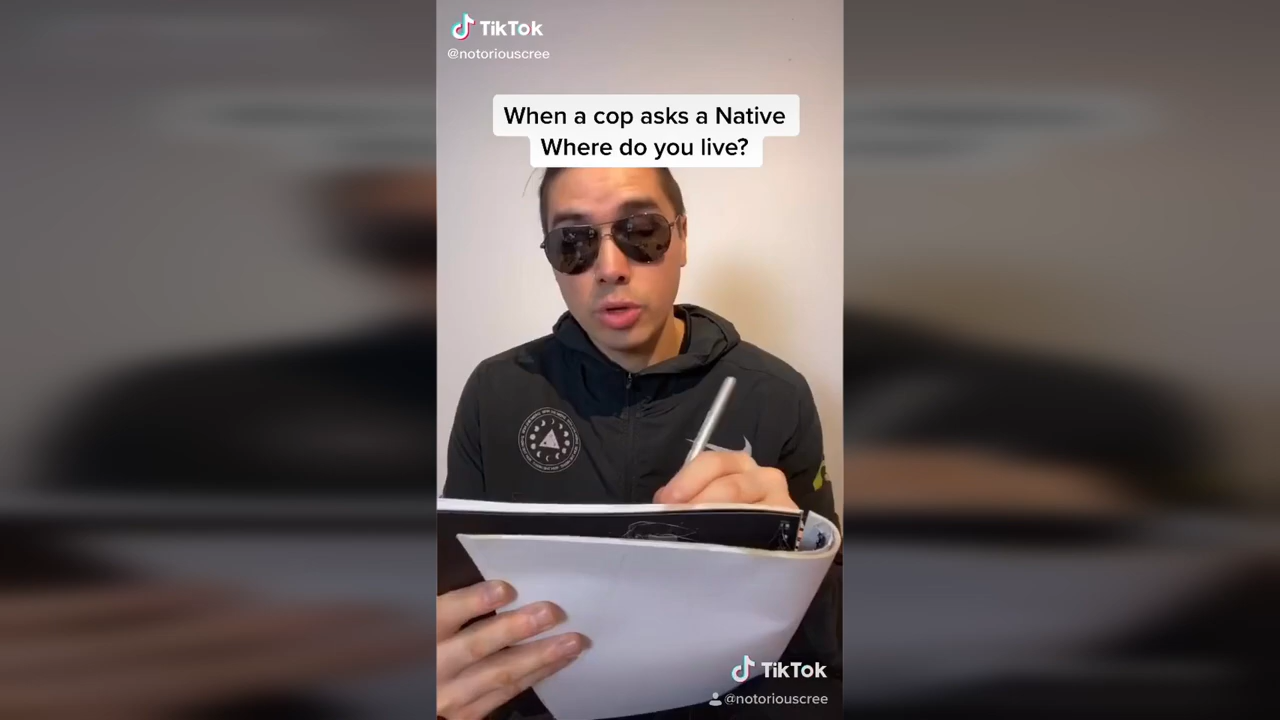 TikTok
@notoriouscree
When a cop asks a Native
Where do you live?
TikTok
@notoriouscree